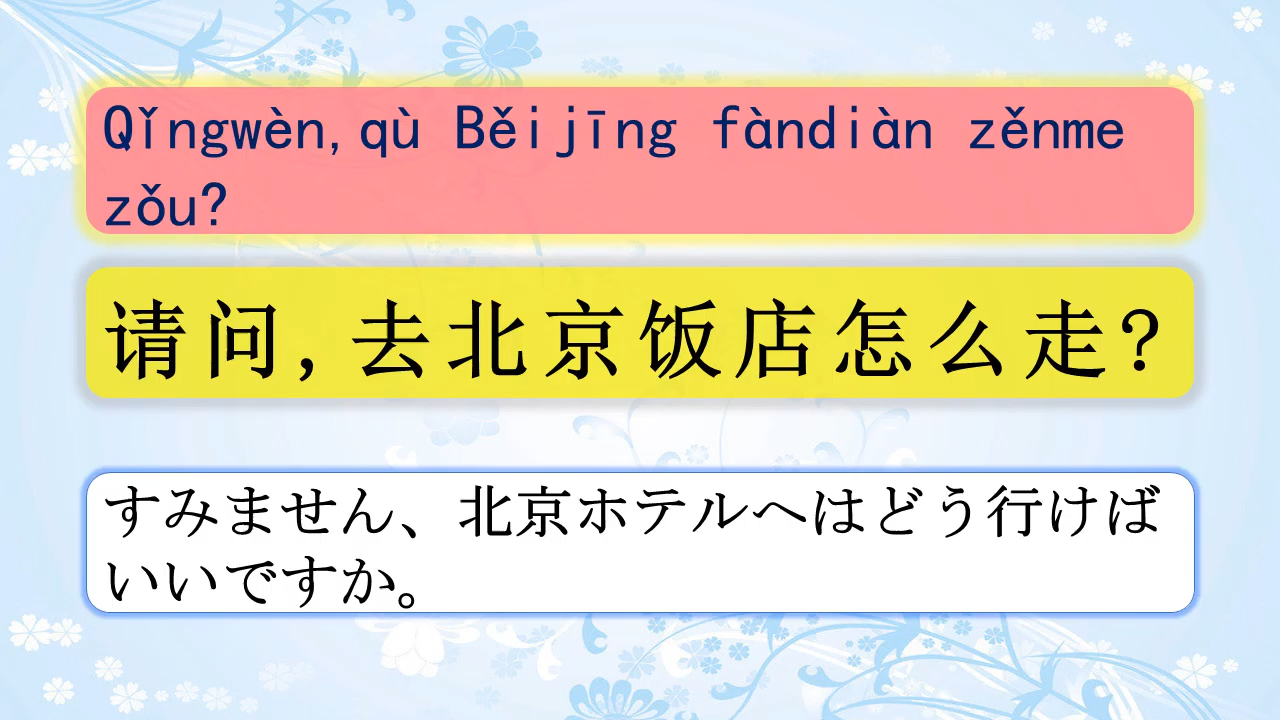 Qǐngwèn,qù Běijīng fàndiàn zěnme
zǒu?
请问,去北京饭店怎么走?
すみません、北京ホテルへはどう行けば
いいですか。